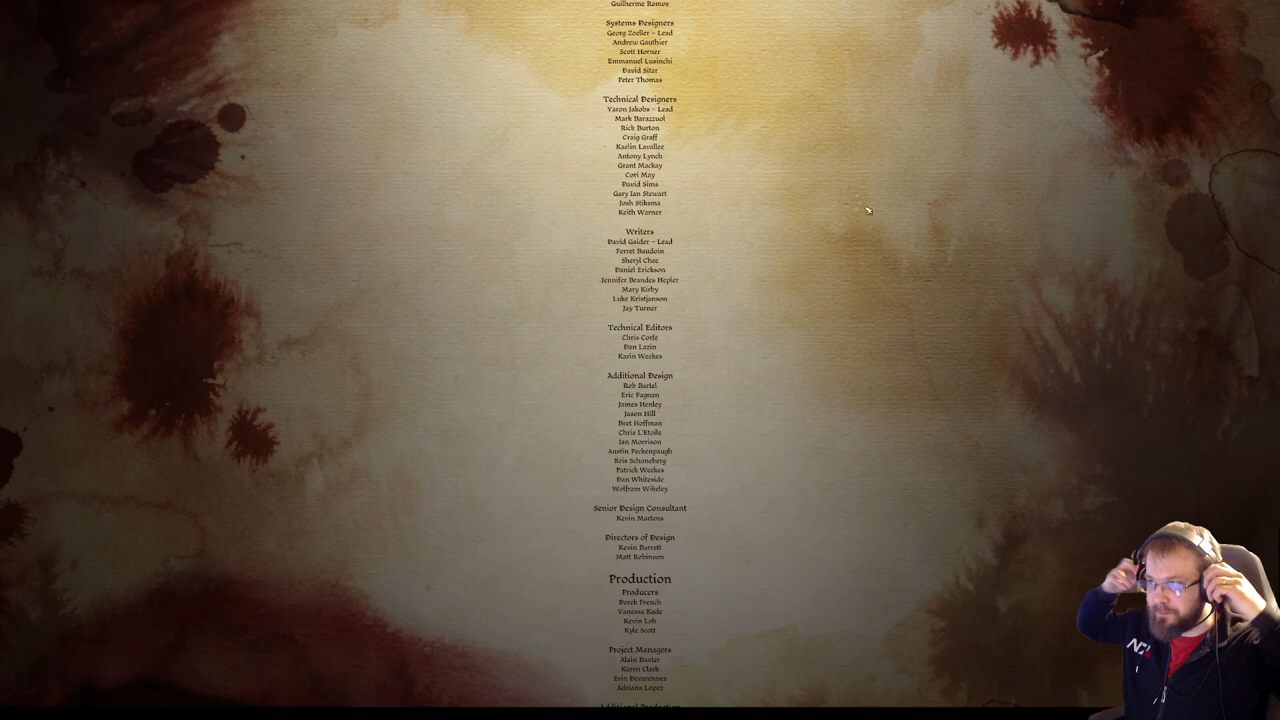 Guilherme Ramos
Systems Designers
Georg Zoeller - Lead
Andrew Gauthier
Scott Horner
Emmanuel Lusinchi
David Sitar
Peter Thomas
Technical Designers
Yaron Jakobs - Lead
Mark Barazzuol
Rick Burton
Craig Graff
Kaelin Lavallee
Antony Lynch
Grant Mackay
Cori May
David Sims
Gary Ian Stewart
Josh Stiksma
Keith Warner
Writers
David Gaider - Lead
Ferret Baudoin
Sheryl Chee
Daniel Erickson
Jennifer Brandes Hepler
Mary Kirby
Luke Kristjanson
Jay Turner
Technical Editors
Chris Corfe
Dan Lazin
Karin Weekes
Additional Design
Rob Bartel
Eric Fagnan
James Henley
Jason Hill
Bret Hoffman
Chris L'Etoile
Ian Morrison
Austin Peckenpaugh
Kris Schoneberg
Patrick Weekes
Dan Whiteside
Wolfram Wikeley
Senior Design Consultant
Kevin Martens
Directors of Design
Kevin Barrett
Matt Robinson
Production
Producers
Derek French
Vanessa Kade
Kevin Loh
Kyle Scott
Project Managers
Alain Baxter
Karen Clark
Erin Devarennes
Adriana Lopez
Additional Production